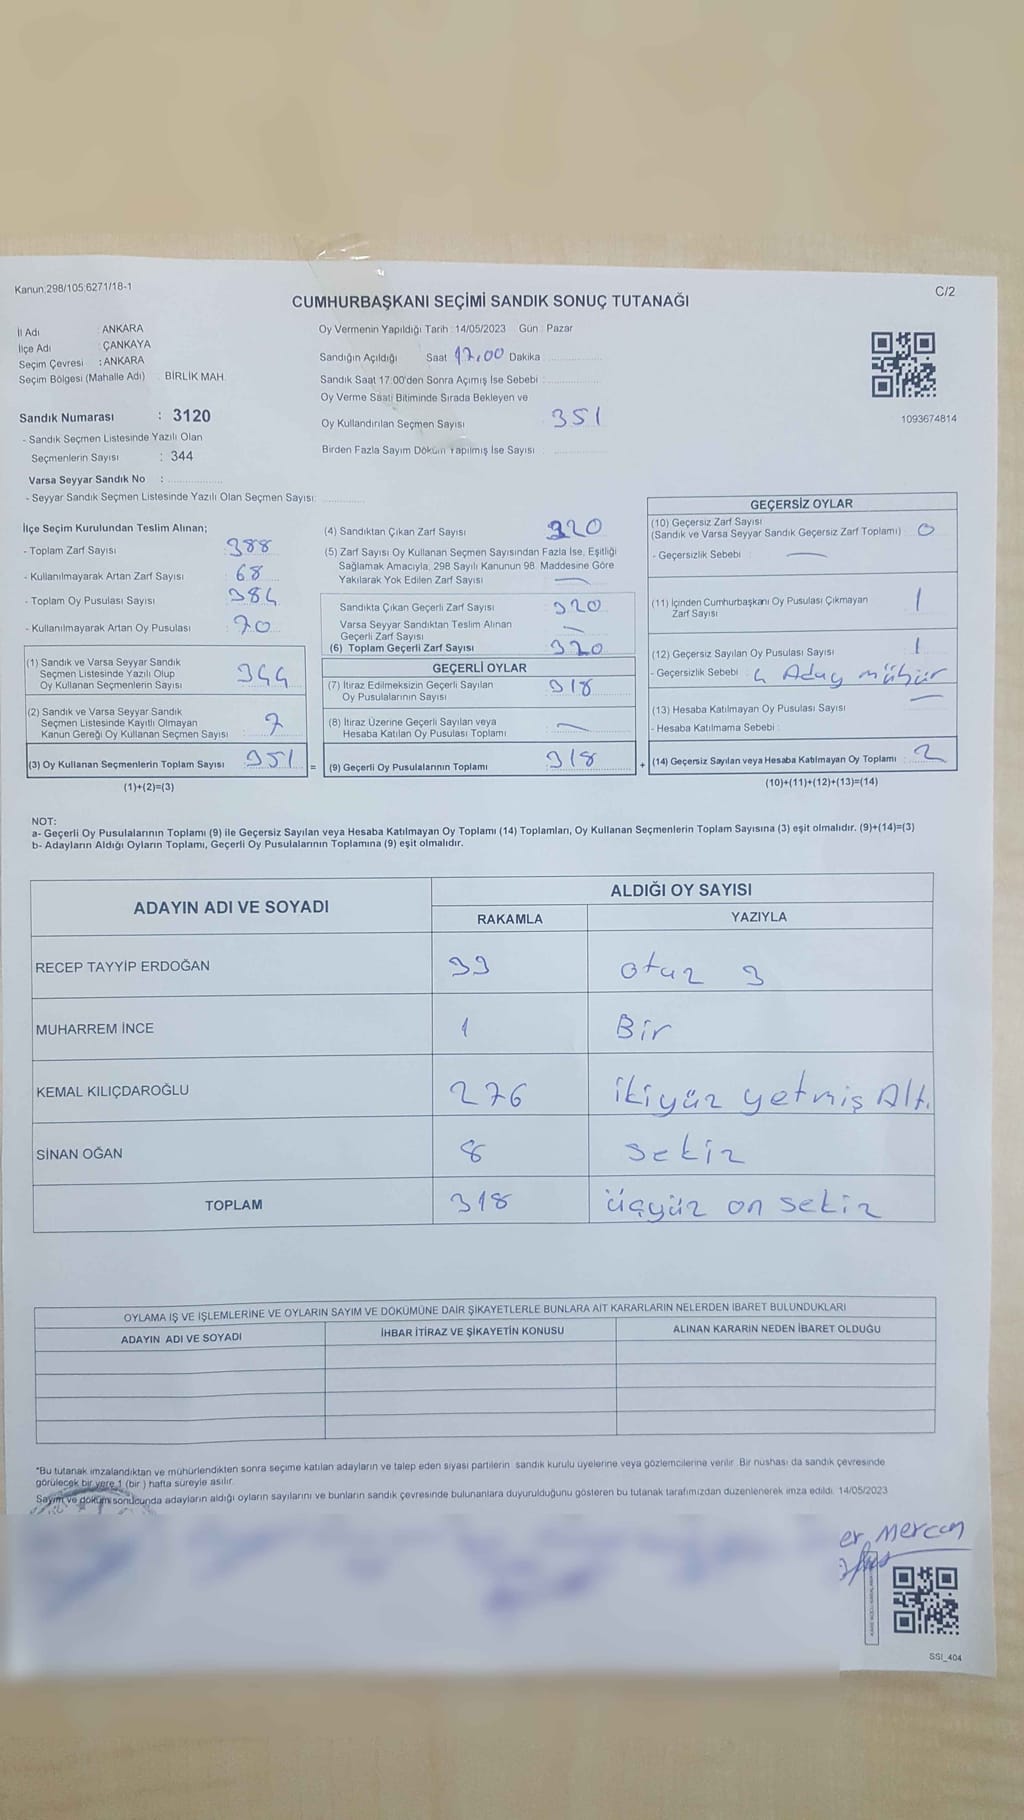 Kanun,298/105;6271/18-1
C/2
CUMHURBAŞKANI SEÇİMİ SANDIK SONUÇ TUTANAĞI
İl Adı : ANKARA
İlçe Adı : ÇANKAYA
Seçim Çevresi : ANKARA
Seçim Bölgesi (Mahalle Adı) : BİRLİK MAH.
Sandık Numarası : 3120
- Sandık Seçmen Listesinde Yazılı Olan
Seçmenlerin Sayısı : 344
Varsa Seyyar Sandık No :
- Seyyar Sandık Seçmen Listesinde Yazılı Olan Seçmen Sayısı:
Oy Vermenin Yapıldığı Tarih : 14/05/2023 Gün : Pazar
Sandığın Açıldığı Saat 17,00 Dakika
Sandık Saat 17:00'den Sonra Açımış İse Sebebi :
Oy Verme Saati Bitiminde Sırada Bekleyen ve
Oy Kullandırılan Seçmen Sayısı 351
Birden Fazla Sayım Döküm Yapılmış İse Sayısı
1093674814
İlçe Seçim Kurulundan Teslim Alınan;
- Toplam Zarf Sayısı 388
- Kullanılmayarak Artan Zarf Sayısı 68
- Toplam Oy Pusulası Sayısı 384
- Kullanılmayarak Artan Oy Pusulası 70
(1) Sandık ve Varsa Seyyar Sandık
Seçmen Listesinde Yazılı Olup
Oy Kullanan Seçmenlerin Sayısı 344
(2) Sandık ve Varsa Seyyar Sandık
Seçmen Listesinde Kayıtlı Olmayan
Kanun Gereği Oy Kullanan Seçmen Sayısı 7
(3) Oy Kullanan Seçmenlerin Toplam Sayısı 351
(1)+(2)=(3)
=
(4) Sandıktan Çıkan Zarf Sayısı 320
(5) Zarf Sayısı Oy Kullanan Seçmen Sayısından Fazla İse, Eşitliği
Sağlamak Amacıyla, 298 Sayılı Kanunun 98. Maddesine Göre
Yakılarak Yok Edilen Zarf Sayısı —
Sandıkta Çıkan Geçerli Zarf Sayısı 320
Varsa Seyyar Sandıktan Teslim Alınan
Geçerli Zarf Sayısı —
(6) Toplam Geçerli Zarf Sayısı 320
GEÇERLİ OYLAR
(7) İtiraz Edilmeksizin Geçerli Sayılan
Oy Pusulalarının Sayısı 318
(8) İtiraz Üzerine Geçerli Sayılan veya
Hesaba Katılan Oy Pusulası Toplamı —
(9) Geçerli Oy Pusulalarının Toplamı 318
+
GEÇERSİZ OYLAR
(10) Geçersiz Zarf Sayısı
(Sandık ve Varsa Seyyar Sandık Geçersiz Zarf Toplamı) 0
- Geçersizlik Sebebi : —
(11) İçinden Cumhurbaşkanı Oy Pusulası Çıkmayan
Zarf Sayısı 1
(12) Geçersiz Sayılan Oy Pusulası Sayısı 1
- Geçersizlik Sebebi : 4 Aday mühür
(13) Hesaba Katılmayan Oy Pusulası Sayısı —
- Hesaba Katılmama Sebebi :
(14) Geçersiz Sayılan veya Hesaba Katılmayan Oy Toplamı 2
(10)+(11)+(12)+(13)=(14)
NOT:
a- Geçerli Oy Pusulalarının Toplamı (9) ile Geçersiz Sayılan veya Hesaba Katılmayan Oy Toplamı (14) Toplamları, Oy Kullanan Seçmenlerin Toplam Sayısına (3) eşit olmalıdır. (9)+(14)=(3)
b- Adayların Aldığı Oyların Toplamı, Geçerli Oy Pusulalarının Toplamına (9) eşit olmalıdır.
ADAYIN ADI VE SOYADI
ALDIĞI OY SAYISI
RAKAMLA YAZIYLA
RECEP TAYYİP ERDOĞAN 33 otuz 3
MUHARREM İNCE 1 Bir
KEMAL KILIÇDAROĞLU 276 ikiyüz yetmiş Alt.
SİNAN OĞAN 8 sekiz
TOPLAM 318 üçyüz on sekiz
OYLAMA İŞ VE İŞLEMLERİNE VE OYLARIN SAYIM VE DÖKÜMÜNE DAİR ŞİKAYETLERLE BUNLARA AİT KARARLARIN NELERDEN İBARET BULUNDUKLARI
ADAYIN ADI VE SOYADI İHBAR İTİRAZ VE ŞİKAYETİN KONUSU ALINAN KARARIN NEDEN İBARET OLDUĞU
*Bu tutanak imzalandıktan ve mühürlendikten sonra seçime katılan adayların ve talep eden siyasi partilerin sandık kurulu üyelerine veya gözlemcilerine verilir. Bir nüshası da sandık çevresinde
görülecek bir yere 1 (bir ) hafta süreyle asılır.
Sayım ve döküm sonucunda adayların aldığı oyların sayılarını ve bunların sandık çevresinde bulunanlara duyurulduğunu gösteren bu tutanak tarafımızdan düzenlenerek imza edildi. 14/05/2023
er Mercan
SSI_404